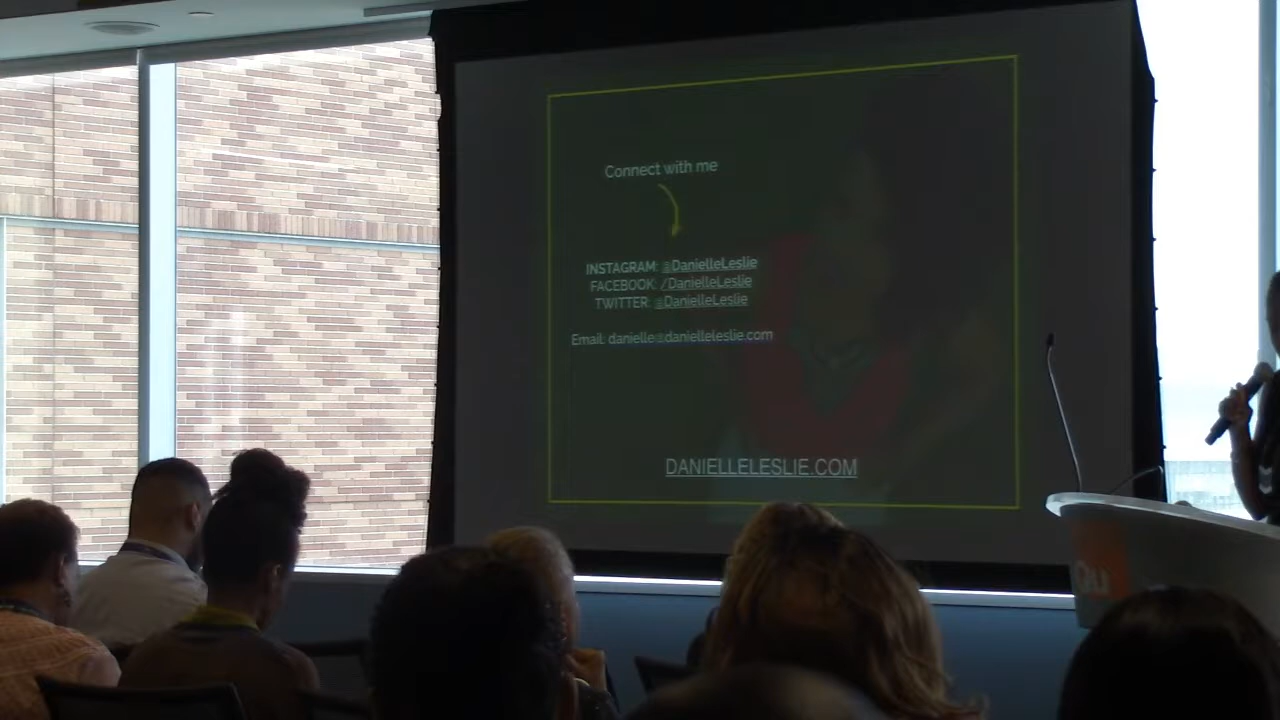 Connect with me
INSTAGRAM: @DanielleLeslie
FACEBOOK: /DanielleLeslie
TWITTER: @DanielleLeslie
Email: danielle@danielleleslie.com
DANIELLELESLIE.COM